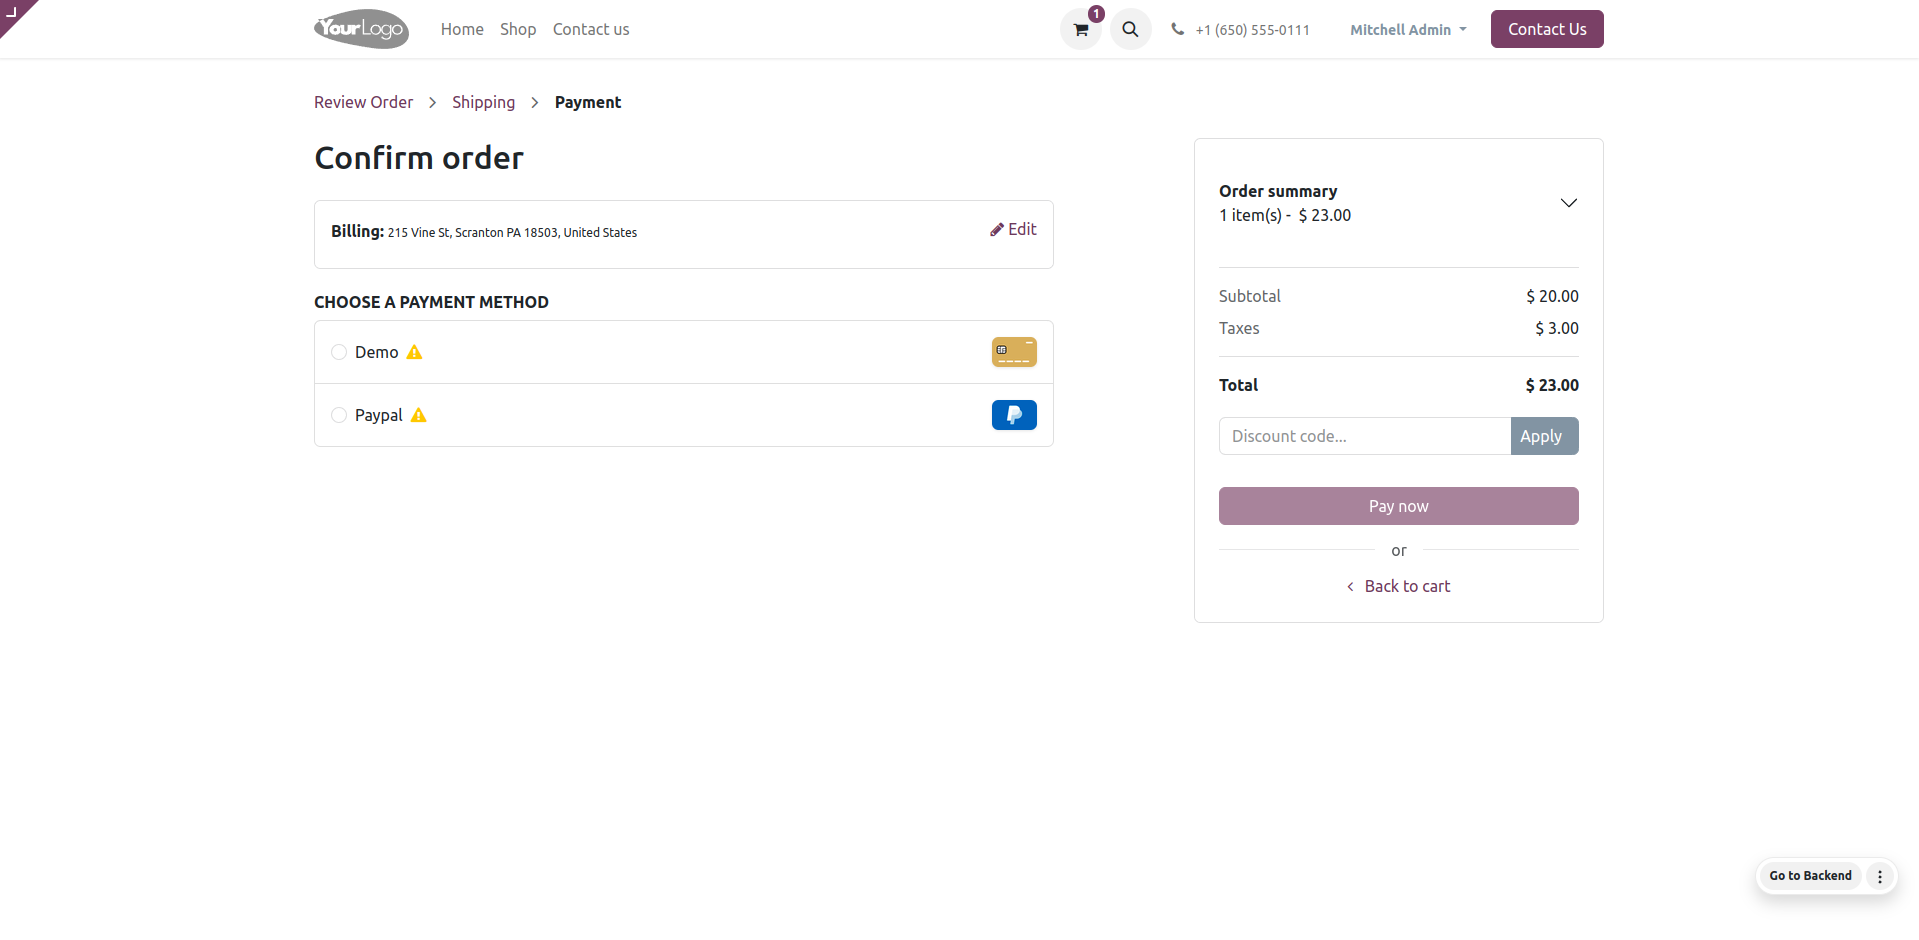 YourLogo
Home Shop Contact us
1
+1 (650) 555-0111
Mitchell Admin
Contact Us
Review Order > Shipping > Payment
Confirm order
Billing: 215 Vine St, Scranton PA 18503, United States
Edit
CHOOSE A PAYMENT METHOD
Demo
Paypal
Order summary
1 item(s) - $ 23.00
Subtotal $ 20.00
Taxes $ 3.00
Total $ 23.00
Discount code... Apply
Pay now
or
< Back to cart
Go to Backend